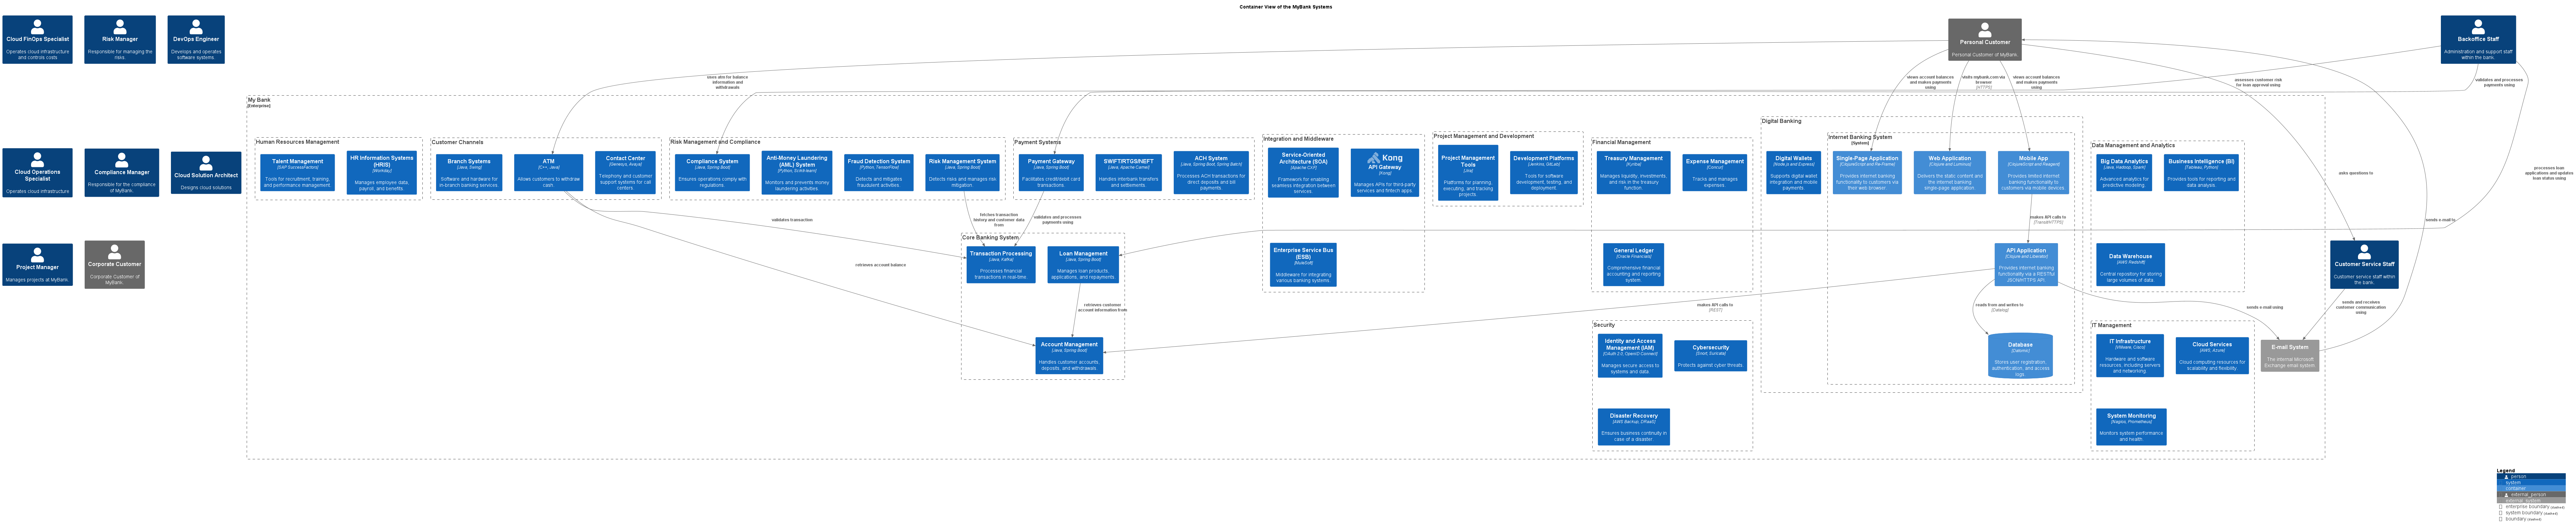 Container View of the MyBank Systems
Cloud FinOps Specialist
Operates cloud infrastructure
and controls costs.
Risk Manager
Responsible for managing the
risks.
DevOps Engineer
Develops and operates
software systems.
Personal Customer
Personal Customer of MyBank.
Backoffice Staff
Administration and support staff
within the bank.
uses atm for balance
information and
withdrawals
views account balances
and makes payments
using
visits mybank.com via
browser
[HTTPS]
views account balances
and makes payments
using
assesses customer risk
for loan approval using
validates and processes
payments using
My Bank
[Enterprise]
Cloud Operations
Specialist
Operates cloud infrastructure
Compliance Manager
Responsible for the compliance
of MyBank.
Cloud Solution Architect
Designs cloud solutions.
Human Resources Management
Talent Management
[SAP SuccessFactors]
Tools for recruitment, training,
and performance management.
HR Information Systems
(HRIS)
[Workday]
Manages employee data,
payroll, and benefits.
Customer Channels
Branch Systems
[Java, Swing]
Software and hardware for
in-branch banking services.
ATM
[C++, Java]
Allows customers to withdraw
cash.
Contact Center
[Genesys, Avaya]
Telephony and customer
support systems for call
centers.
Risk Management and Compliance
Compliance System
[Java, Spring Boot]
Ensures operations comply with
regulations.
Anti-Money Laundering
(AML) System
[Python, Scikit-learn]
Monitors and prevents money
laundering activities.
Fraud Detection System
[Python, TensorFlow]
Detects and mitigates
fraudulent activities.
Risk Management System
[Java, Spring Boot]
Detects risks and manages risk
mitigation
Payment Systems
Payment Gateway
[Java, Spring Boot]
Facilitates credit/debit card
transactions.
SWIFT/RTGS/NEFT
[Java, Apache Camel]
Handles interbank transfers
and settlements.
ACH System
[Java, Spring Boot, Spring Batch]
Processes ACH transactions for
direct deposits and bill
payments.
Integration and Middleware
Service-Oriented
Architecture (SOA)
[Apache CXF]
Framework for enabling
seamless integration between
services.
Kong
API Gateway
[Kong]
Manages APIs for third-party
services and fintech apps.
Enterprise Service Bus
(ESB)
[MuleSoft]
Middleware for integrating
various banking systems.
Project Management and Development
Project Management
Tools
[Jira]
Platforms for planning,
executing, and tracking
projects.
Development Platforms
[Jenkins, GitLab]
Tools for software
development, testing, and
deployment.
Financial Management
Treasury Management
[Kyriba]
Manages liquidity, investments,
and risk in the treasury
function.
Expense Management
[Concur]
Tracks and manages
expenses.
General Ledger
[Oracle Financials]
Comprehensive financial
accounting and reporting
system.
Digital Banking
Digital Wallets
[Node.js and Express]
Supports digital wallet
integration and mobile
payments.
Internet Banking System
[System]
Single-Page Application
[ClojureScript and Re-Frame]
Provides internet banking
functionality to customers via
their web browser.
Web Application
[Clojure and Luminus]
Delivers the static content and
the internet banking
single-page application.
Mobile App
[ClojureScript and Reagent]
Provides limited internet
banking functionality to
customers via mobile devices.
makes API calls to
[Transit/HTTPS]
API Application
[Clojure and Liberator]
Provides internet banking
functionality via a RESTful
JSON/HTTPS API.
reads from and writes to
[Datalog]
Database
[Datomic]
Stores user registration,
authentication, and access
logs.
Data Management and Analytics
Big Data Analytics
[Java, Hadoop, Spark]
Advanced analytics for
predictive modeling.
Business Intelligence (BI)
[Tableau, Python]
Provides tools for reporting and
data analysis.
Data Warehouse
[AWS Redshift]
Central repository for storing
large volumes of data.
asks questions to
processes loan
applications and updates
loan status using
sends e-mail to
validates transaction
fetches transaction
history and customer data
from
validates and processes
payments using
Project Manager
Manages projects at MyBank.
Corporate Customer
Corporate Customer of
MyBank.
Core Banking System
Transaction Processing
[Java, Kafka]
Processes financial
transactions in real-time.
Loan Management
[Java, Spring Boot]
Manages loan products,
applications, and repayments.
retrieves account balance
retrieves customer
account information from
Account Management
[Java, Spring Boot]
Handles customer accounts,
deposits, and withdrawals.
makes API calls to
[REST]
sends e-mail using
Customer Service Staff
Customer service staff within
the bank.
sends and receives
customer communication
using
E-mail System
The internal Microsoft
Exchange email system.
Security
Identity and Access
Management (IAM)
[OAuth 2.0, OpenID Connect]
Manages secure access to
systems and data
Cybersecurity
[Snort, Suricata]
Protects against cyber threats.
Disaster Recovery
[AWS Backup, DRaaS]
Ensures business continuity in
case of a disaster.
IT Management
IT Infrastructure
[VMware, Cisco]
Hardware and software
resources, including servers
and networking
Cloud Services
[AWS, Azure]
Cloud computing resources for
scalability and flexibility.
System Monitoring
[Nagios, Prometheus]
Monitors system performance
and health.
Legend
person
system
container
external_person
external_system
enterprise boundary (dashed)
system boundary (dashed)
boundary (dashed)